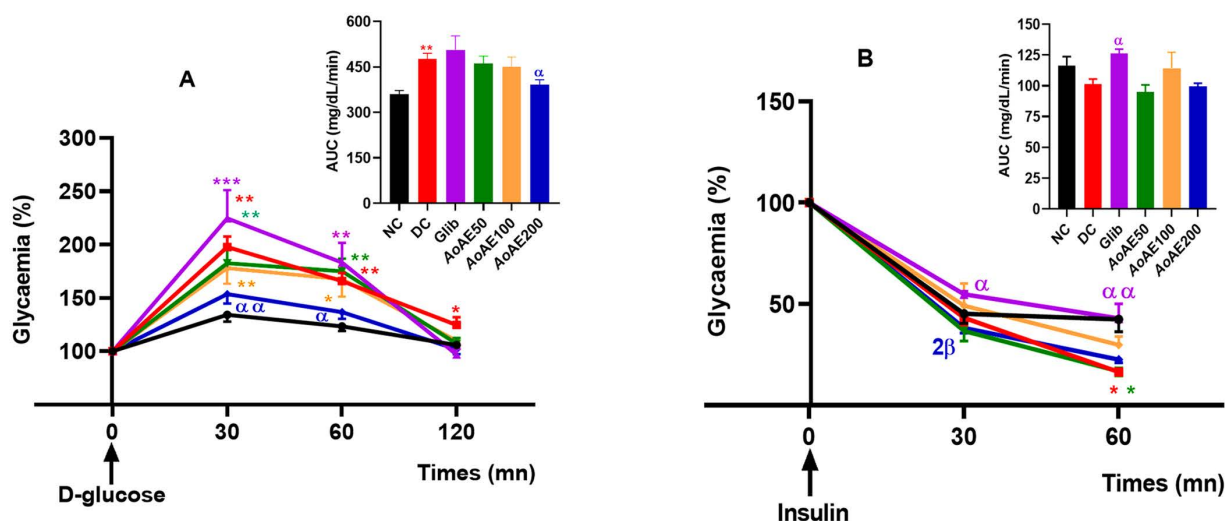 A
600
450
300
150
0
AUC (mg/dL/min)
**
α
NC
DC
Glib
AoAE50
AoAE100
AoAE200
300
250
200
150
100
Glycaemia (%)
***
**
**
**
α α
**
**
**
*
α
*
0
30
60
120
Times (mn)
D-glucose
B
150
125
100
75
50
25
0
AUC (mg/dL/min)
α
NC
DC
Glib
AoAE50
AoAE100
AoAE200
150
100
50
Glycaemia (%)
α
α α
2β
* *
0
30
60
Times (mn)
Insulin